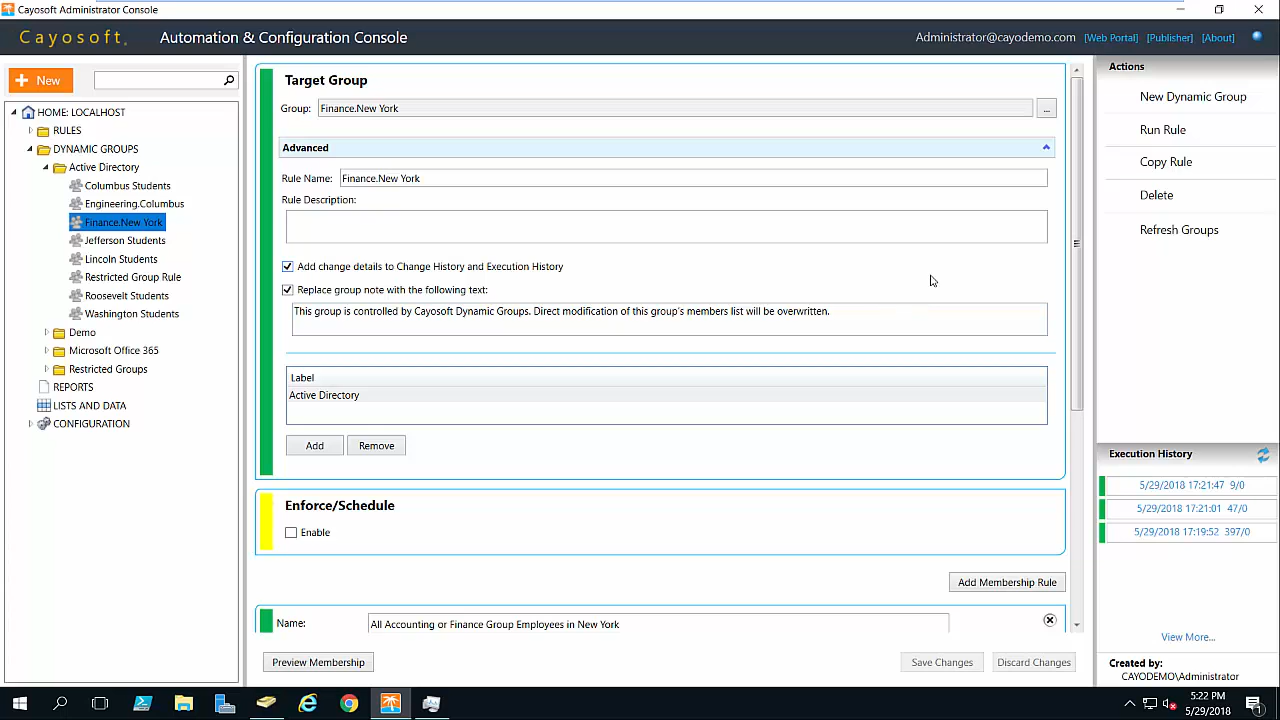 Cayosoft Administrator Console
Cayosoft
Automation & Configuration Console
Administrator@cayodemo.com [Web Portal] [Publisher] [About]
New
HOME: LOCALHOST
RULES
DYNAMIC GROUPS
Active Directory
Columbus Students
Engineering.Columbus
Finance.New York
Jefferson Students
Lincoln Students
Restricted Group Rule
Roosevelt Students
Washington Students
Demo
Microsoft Office 365
Restricted Groups
REPORTS
LISTS AND DATA
CONFIGURATION
Target Group
Group: Finance.New York ...
Advanced
Rule Name: Finance.New York
Rule Description:
Add change details to Change History and Execution History
Replace group note with the following text:
This group is controlled by Cayosoft Dynamic Groups. Direct modification of this group's members list will be overwritten.
Label
Active Directory
Add Remove
Enforce/Schedule
Enable
Add Membership Rule
Name: All Accounting or Finance Group Employees in New York
Preview Membership Save Changes Discard Changes
Actions
New Dynamic Group
Run Rule
Copy Rule
Delete
Refresh Groups
Execution History
5/29/2018 17:21:47 9/0
5/29/2018 17:21:01 47/0
5/29/2018 17:19:52 397/0
View More...
Created by:
CAYODEMO\Administrator
5:22 PM
5/29/2018
1